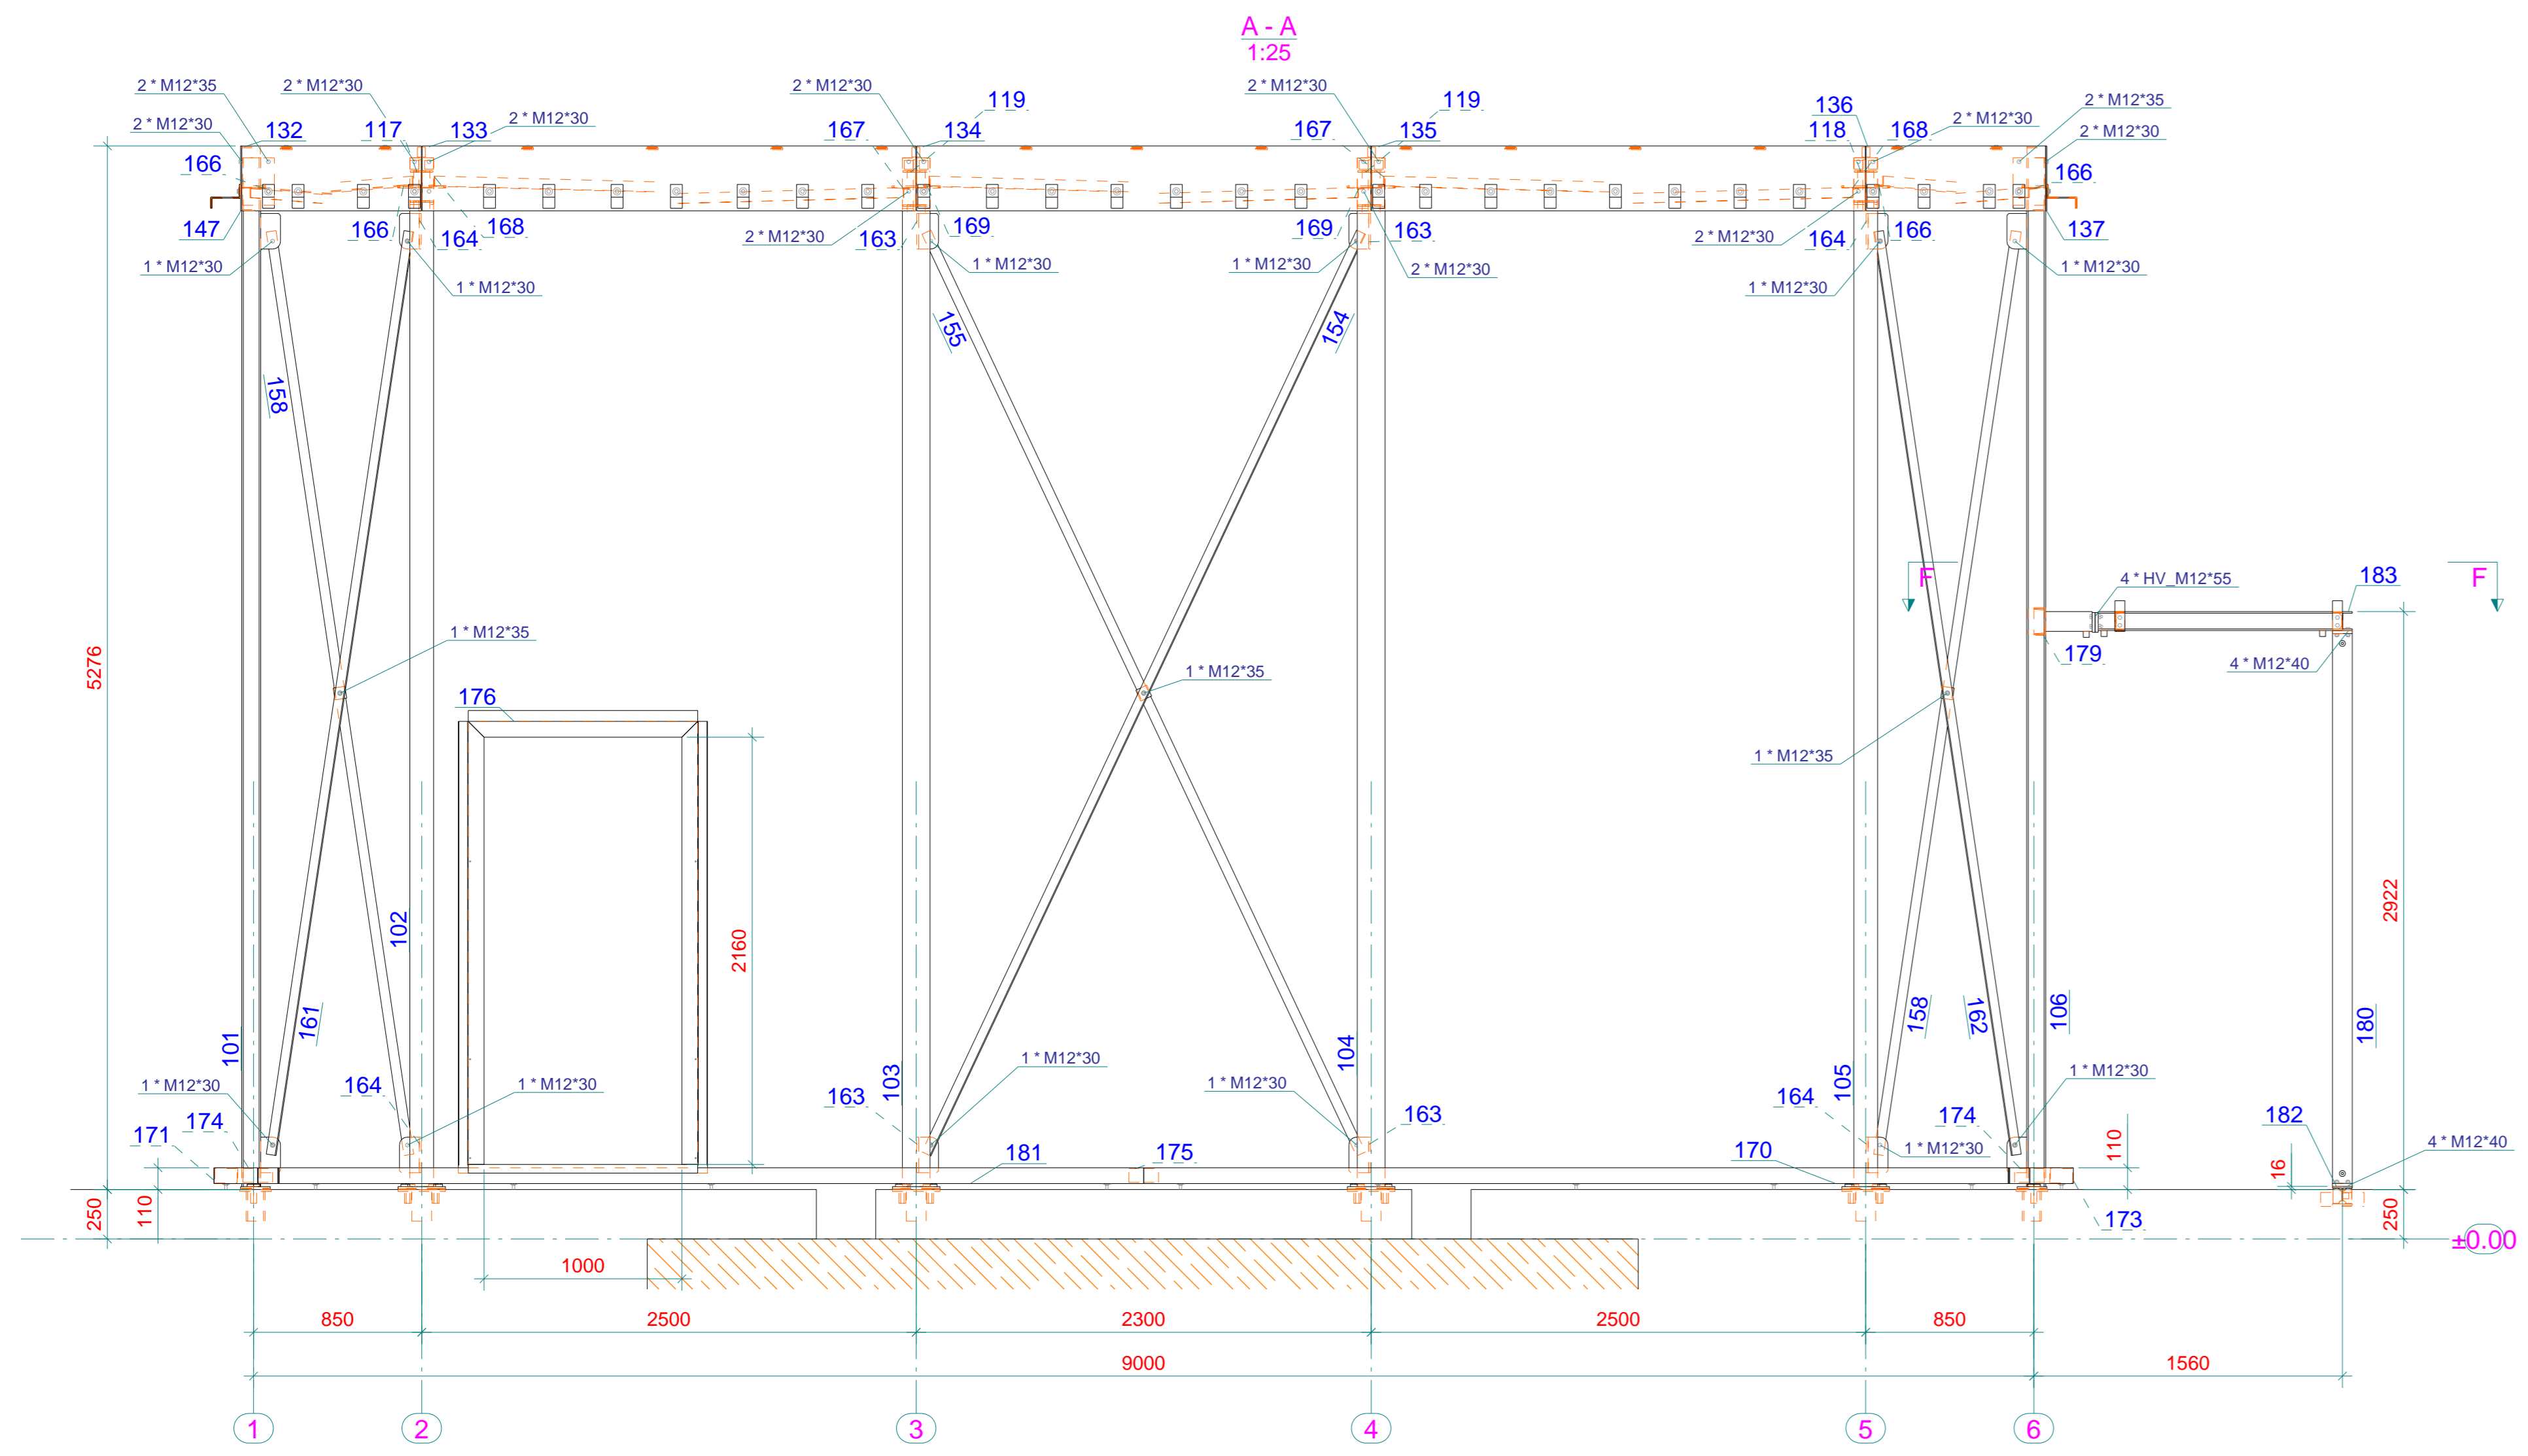 A - A
1:25
2 * M12*35
2 * M12*30
2 * M12*30
2 * M12*30
119
119
136
2 * M12*35
2 * M12*30
132
117
133
2 * M12*30
167
134
167
135
118
168
2 * M12*30
2 * M12*30
166
166
147
166
164
168
2 * M12*30
163
169
169
163
2 * M12*30
164
166
137
1 * M12*30
1 * M12*30
1 * M12*30
1 * M12*30
2 * M12*30
1 * M12*30
1 * M12*30
155
154
158
F
F
4 * HV_M12*55
183
179
4 * M12*40
1 * M12*35
1 * M12*35
1 * M12*35
5276
176
2160
2922
102
161
101
103
104
105
158
162
106
180
1 * M12*30
164
1 * M12*30
163
1 * M12*30
1 * M12*30
163
164
1 * M12*30
174
1 * M12*30
171
174
181
175
170
110
182
4 * M12*40
16
250
110
173
250
±0.00
1000
850
2500
2300
2500
850
9000
1560
1
2
3
4
5
6